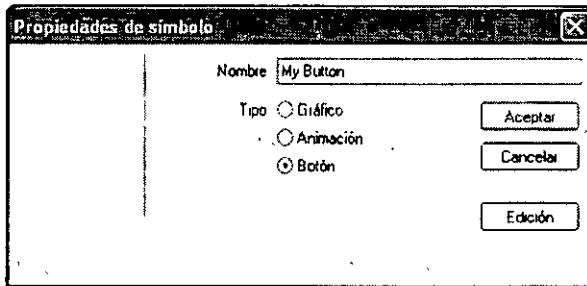 Propiedades de símbolo
Nombre My Button
Tipo Gráfico
Animación
Botón
Aceptar
Cancelar
Edición